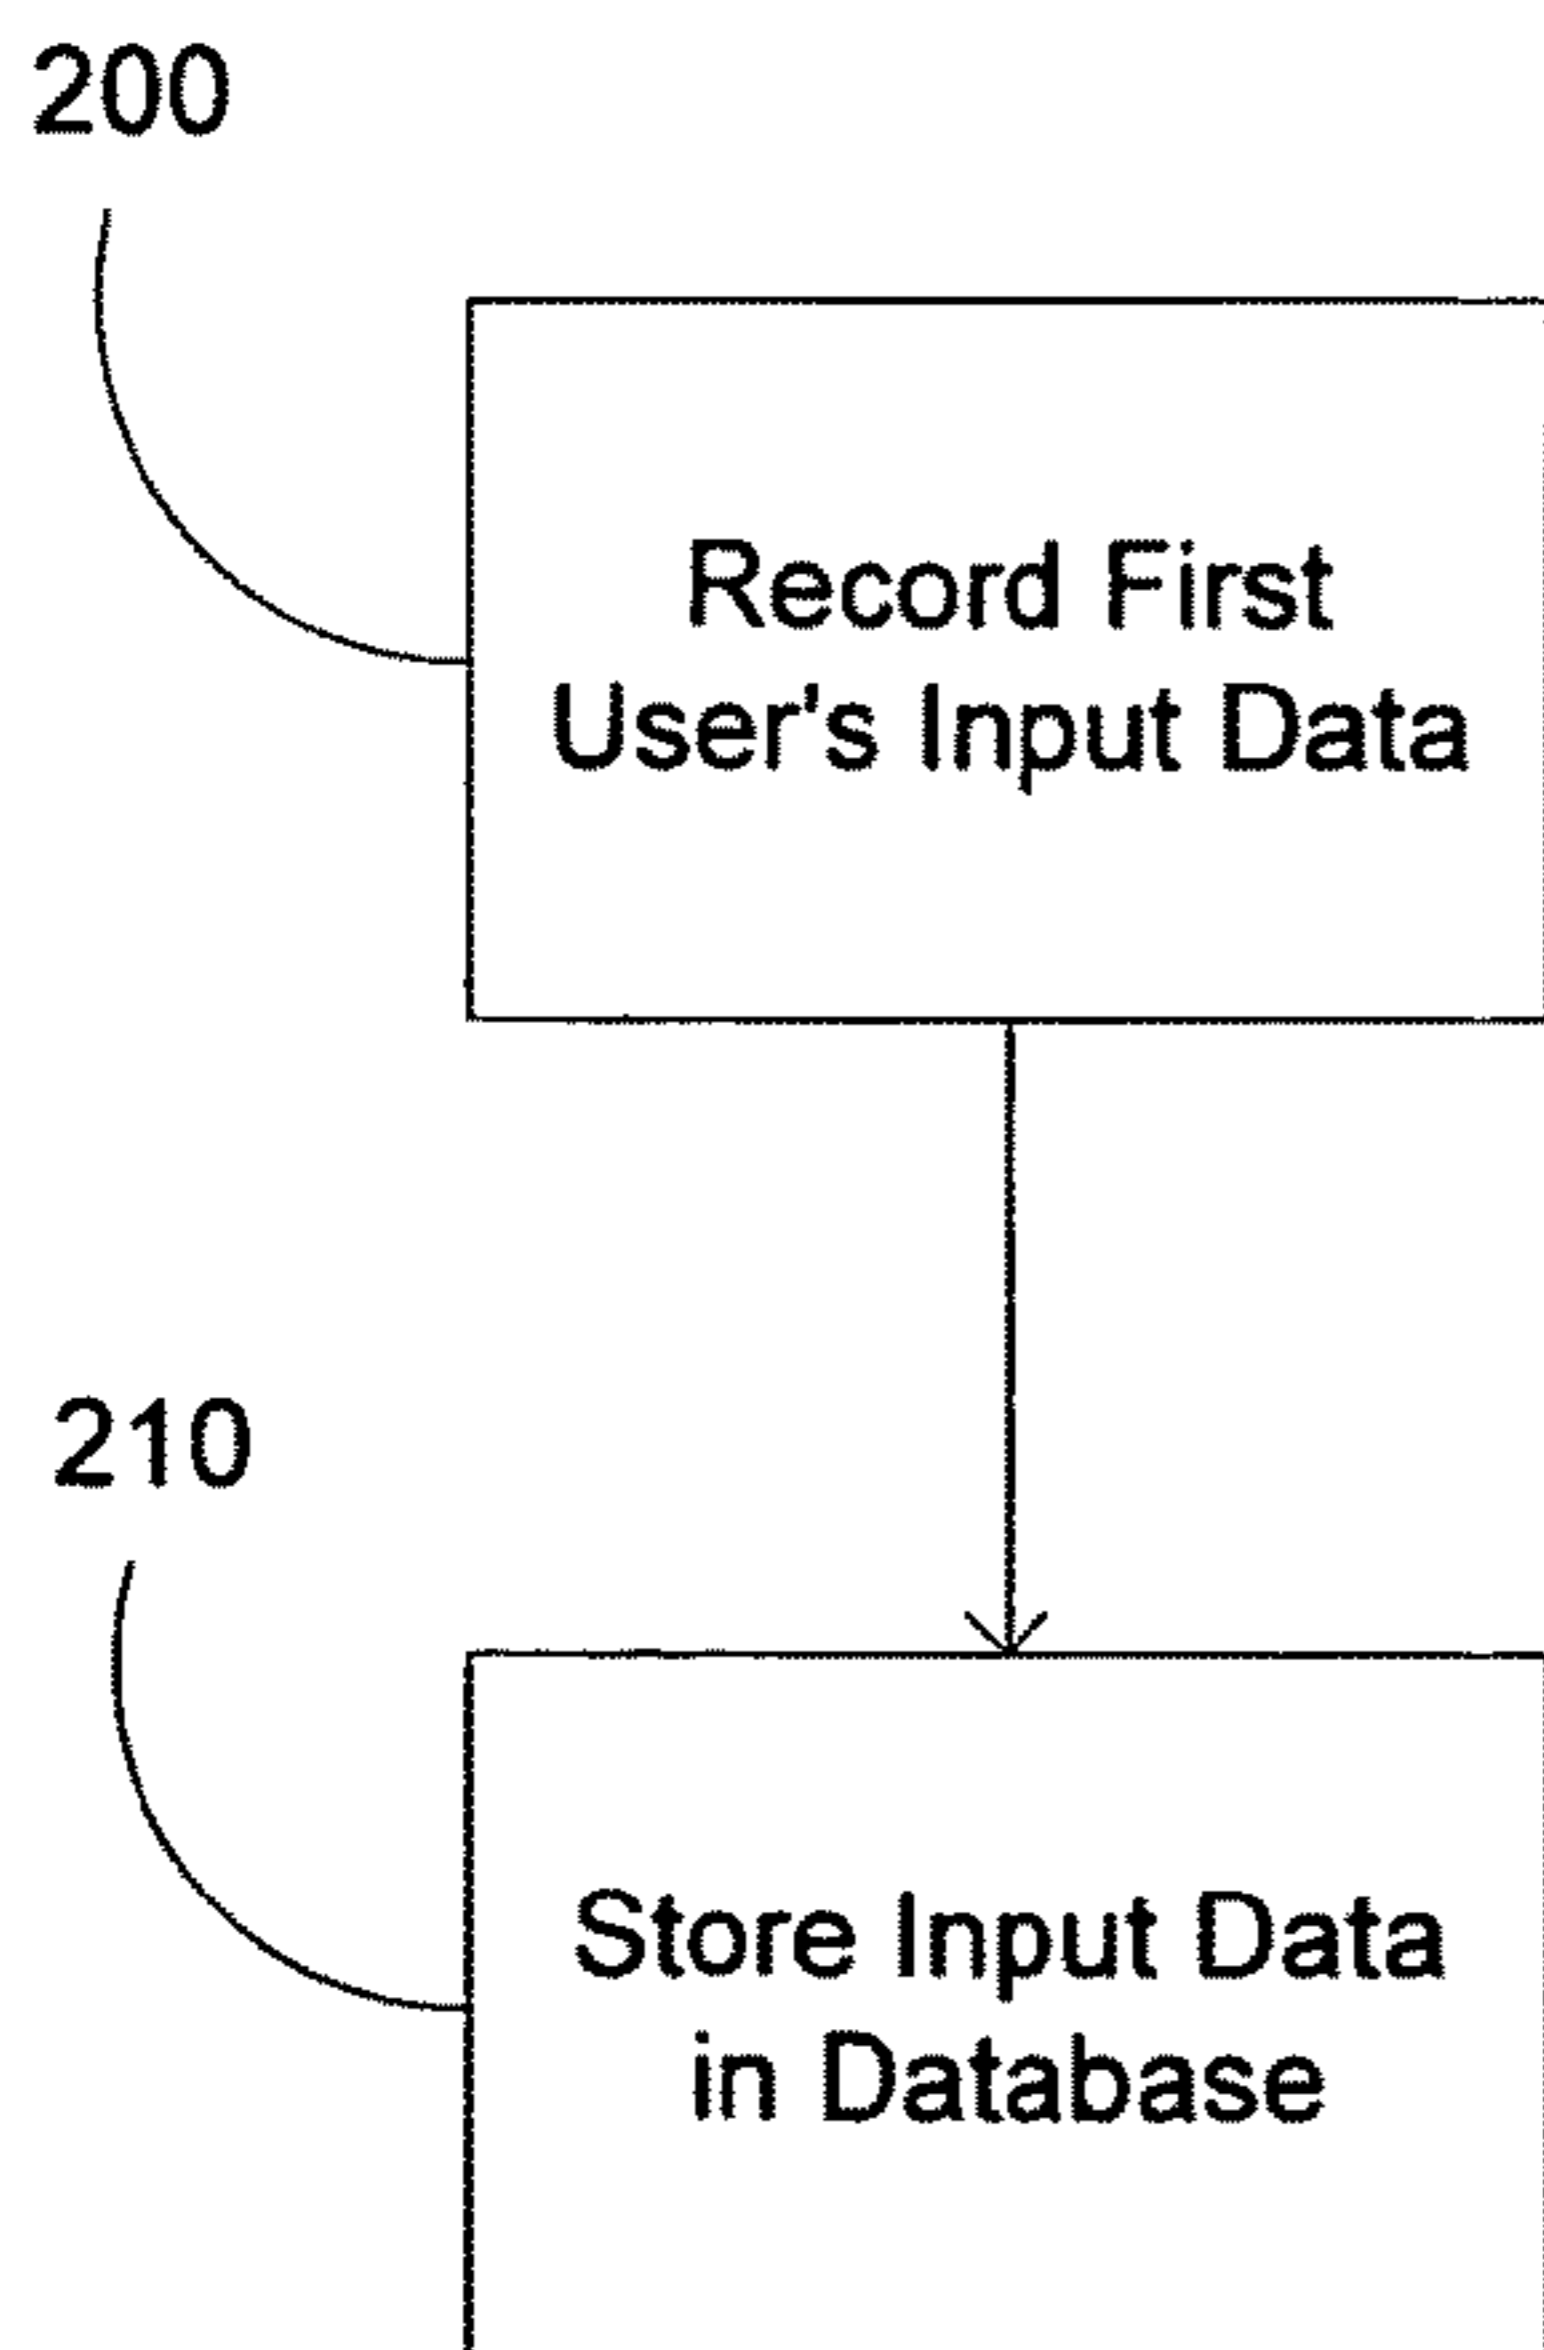 200
Record First
User's Input Data
210
Store Input Data
in Database